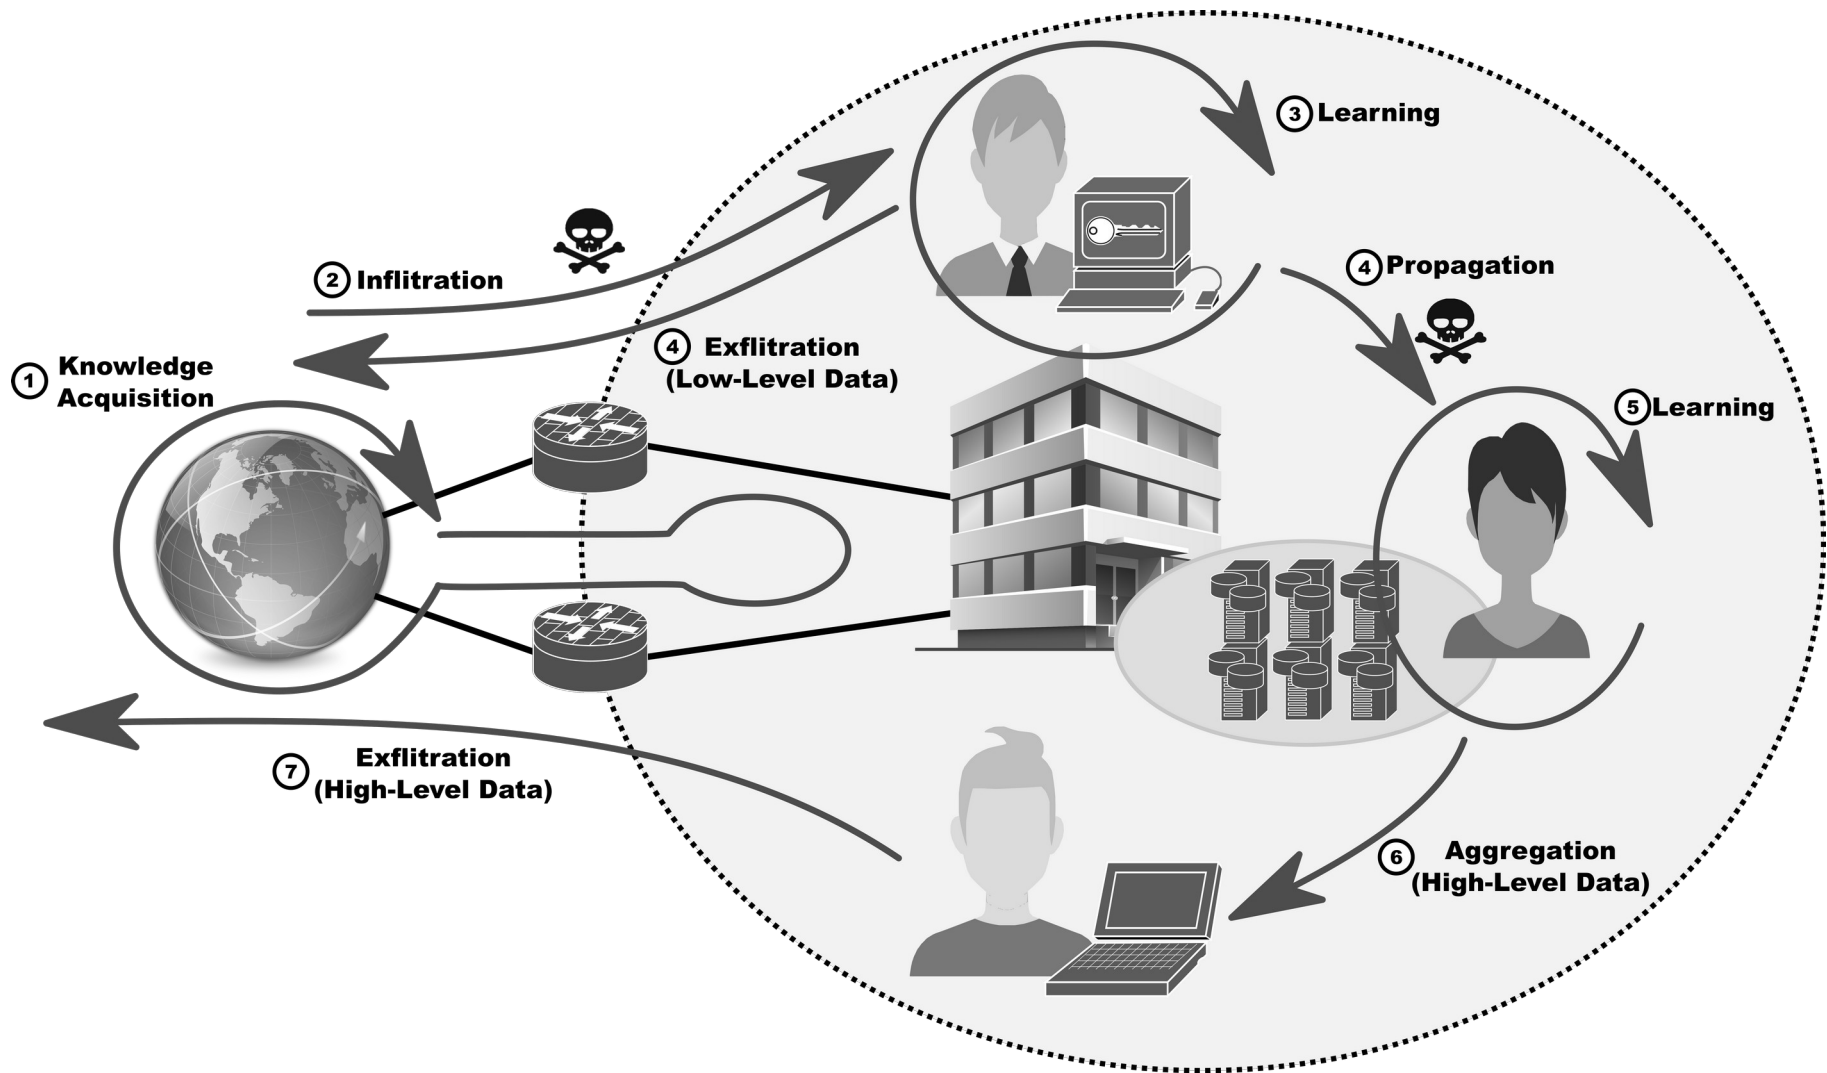 3 Learning
4 Propagation
2 Inflitration
4 Exflitration
(Low-Level Data)
1 Knowledge
Acquisition
5 Learning
7 Exflitration
(High-Level Data)
6 Aggregation
(High-Level Data)